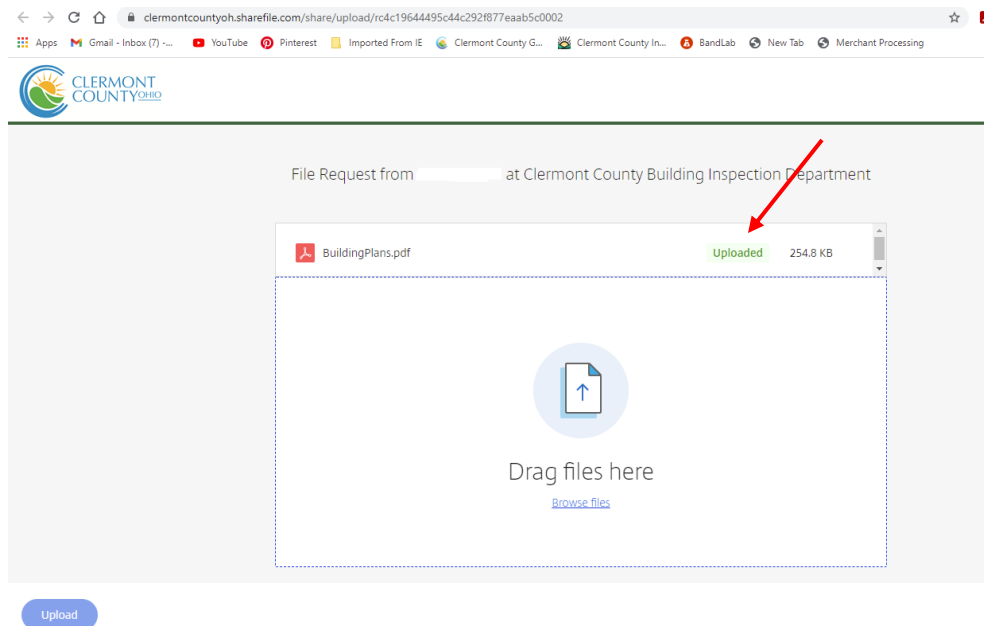 clermontcountyoh.sharefile.com/share/upload/rc4c19644495c44c292f877eaab5c0002
Apps Gmail - Inbox (7) -... YouTube Pinterest Imported From IE Clermont County G... Clermont County In... BandLab New Tab Merchant Processing
CLERMONT
COUNTY OHIO
File Request from at Clermont County Building Inspection Department
BuildingPlans.pdf Uploaded 254.8 KB
Drag files here
Browse files
Upload